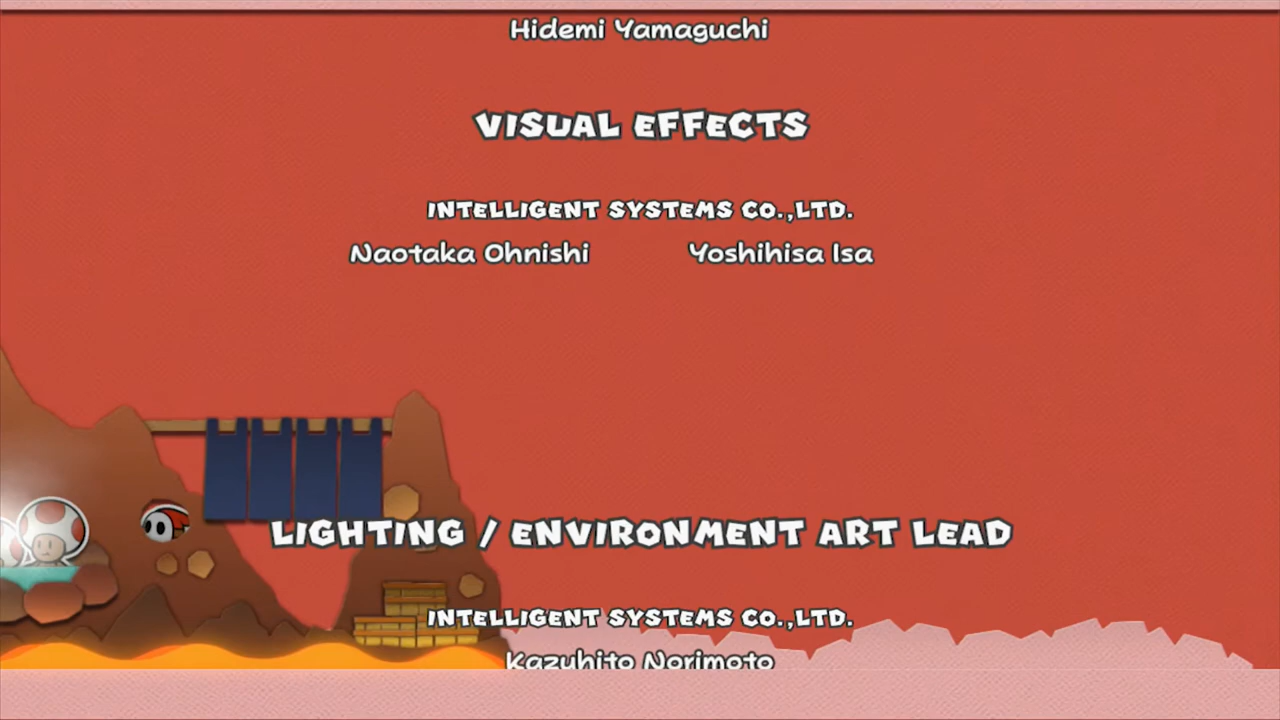 Hidemi Yamaguchi
VISUAL EFFECTS
INTELLIGENT SYSTEMS CO.,LTD.
Naotaka Ohnishi Yoshihisa Isa
LIGHTING / ENVIRONMENT ART LEAD
INTELLIGENT SYSTEMS CO.,LTD.
Kazuhito Norimoto